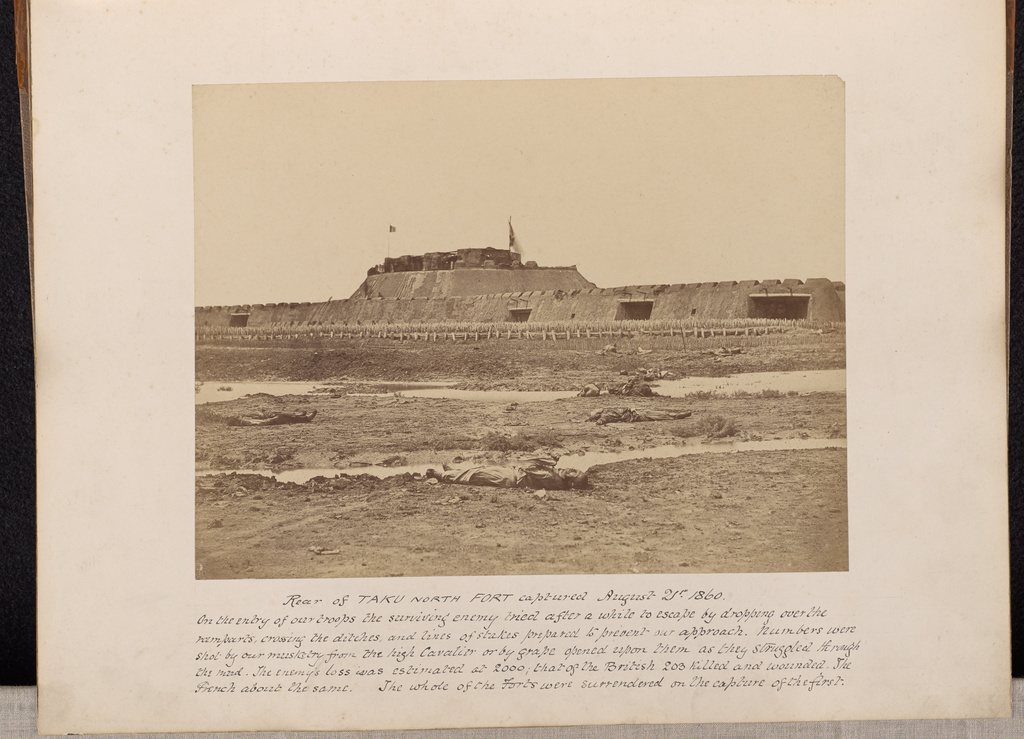 Rear of TAKU NORTH FORT captured August 21st 1860.
On the entry of our troops the surviving enemy tried after a while to escape by dropping over the
ramparts, crossing the ditches, and lines of stakes prepared to prevent our approach. Numbers were
shot by our musketry from the high Cavalier or by grape opened upon them as they struggled through
the mud. The enemy's loss was estimated at 2000; that of the British 203 killed and wounded. The
French about the same. The whole of the Forts were surrendered on the capture of the first.